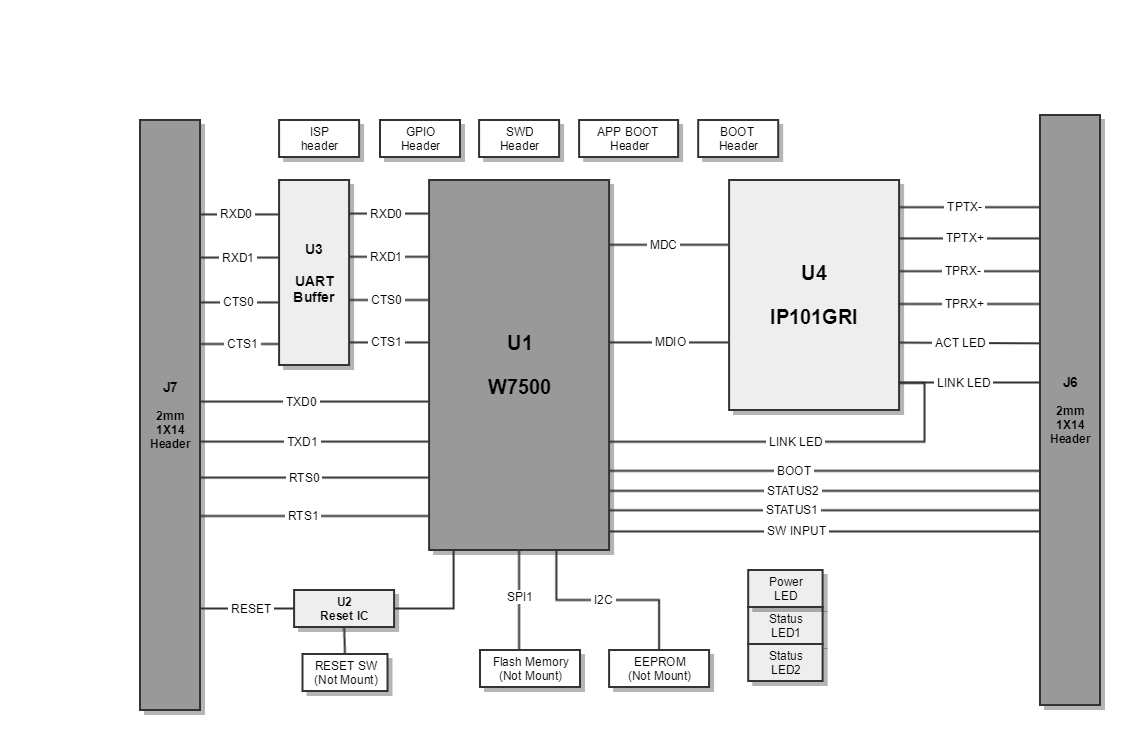 ISP
header
GPIO
Header
SWD
Header
APP BOOT
Header
BOOT
Header
J7
2mm
1X14
Header
RXD0
RXD1
CTS0
CTS1
U3
UART
Buffer
RXD0
RXD1
CTS0
CTS1
TXD0
TXD1
RTS0
RTS1
RESET
U2
Reset IC
RESET SW
(Not Mount)
U1
W7500
SPI1
Flash Memory
(Not Mount)
I2C
EEPROM
(Not Mount)
MDC
MDIO
U4
IP101GRI
TPTX-
TPTX+
TPRX-
TPRX+
ACT LED
LINK LED
LINK LED
BOOT
STATUS2
STATUS1
SW INPUT
Power
LED
Status
LED1
Status
LED2
J6
2mm
1X14
Header